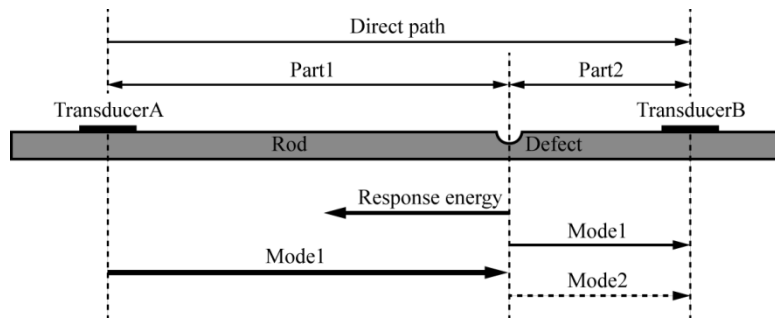 Direct path
Part1 Part2
TransducerA TransducerB
Rod Defect
Response energy
Mode1
Mode1
Mode2